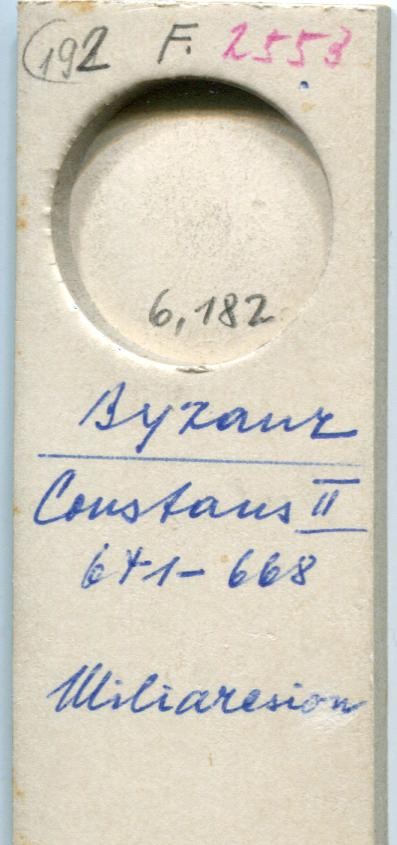 192 F. 2553
6,182
Byzanz
Constans II
641-668
Miliaresion